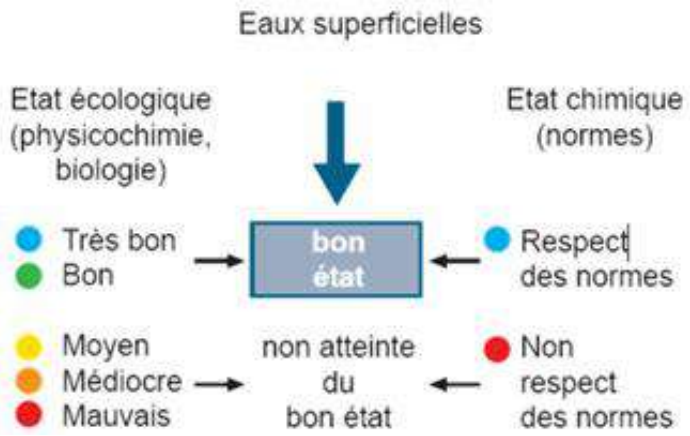 Eaux superficielles
Etat écologique
(physicochimie,
biologie)
Etat chimique
(normes)
Très bon
Bon
bon
état
Respect
des normes
Moyen
Médiocre
Mauvais
non atteinte
du
bon état
Non
respect
des normes